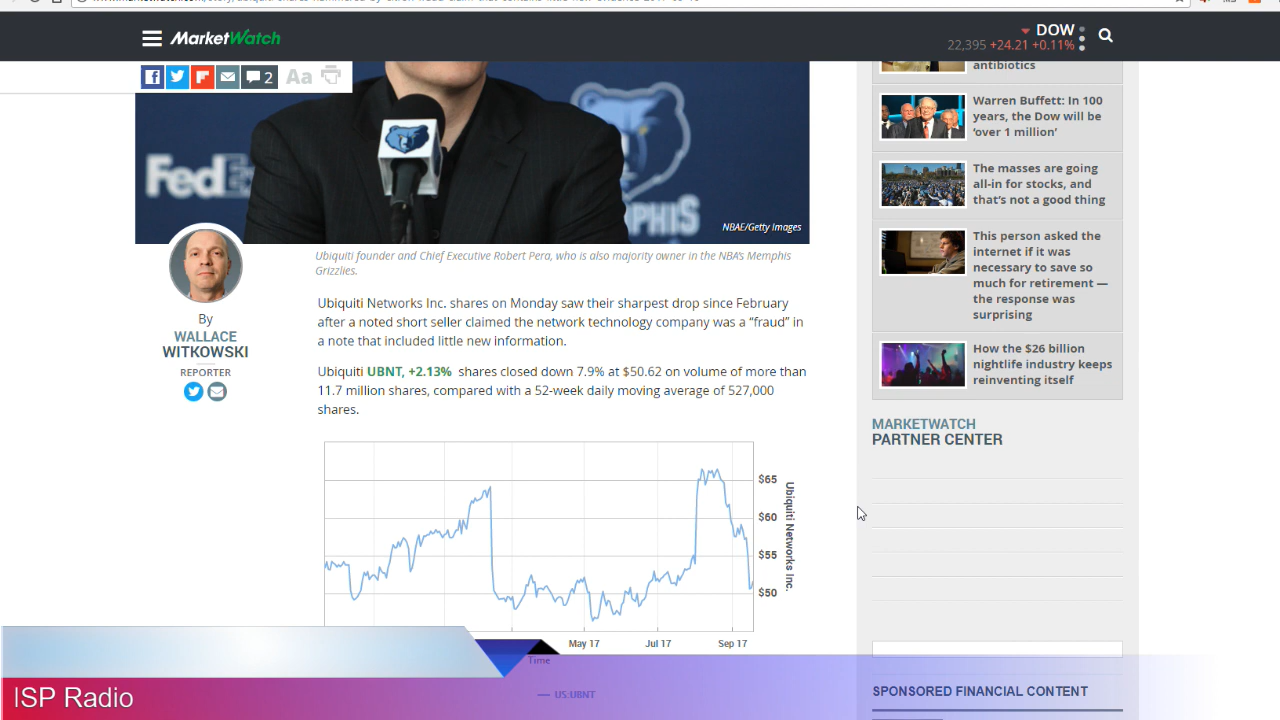 MarketWatch
DOW
22,395 +24.21 +0.11%
2
Aa
FedEx
NBAE/Getty Images
Ubiquiti founder and Chief Executive Robert Pera, who is also majority owner in the NBA's Memphis
Grizzlies.
By
WALLACE
WITKOWSKI
REPORTER
Ubiquiti Networks Inc. shares on Monday saw their sharpest drop since February
after a noted short seller claimed the network technology company was a “fraud” in
a note that included little new information.
Ubiquiti UBNT, +2.13% shares closed down 7.9% at $50.62 on volume of more than
11.7 million shares, compared with a 52-week daily moving average of 527,000
shares.
$65
$60
$55
$50
Ubiquiti Networks Inc.
May 17
Jul 17
Sep 17
Time
US:UBNT
antibiotics
Warren Buffett: In 100
years, the Dow will be
‘over 1 million’
The masses are going
all-in for stocks, and
that’s not a good thing
This person asked the
internet if it was
necessary to save so
much for retirement —
the response was
surprising
How the $26 billion
nightlife industry keeps
reinventing itself
MARKETWATCH
PARTNER CENTER
SPONSORED FINANCIAL CONTENT
ISP Radio